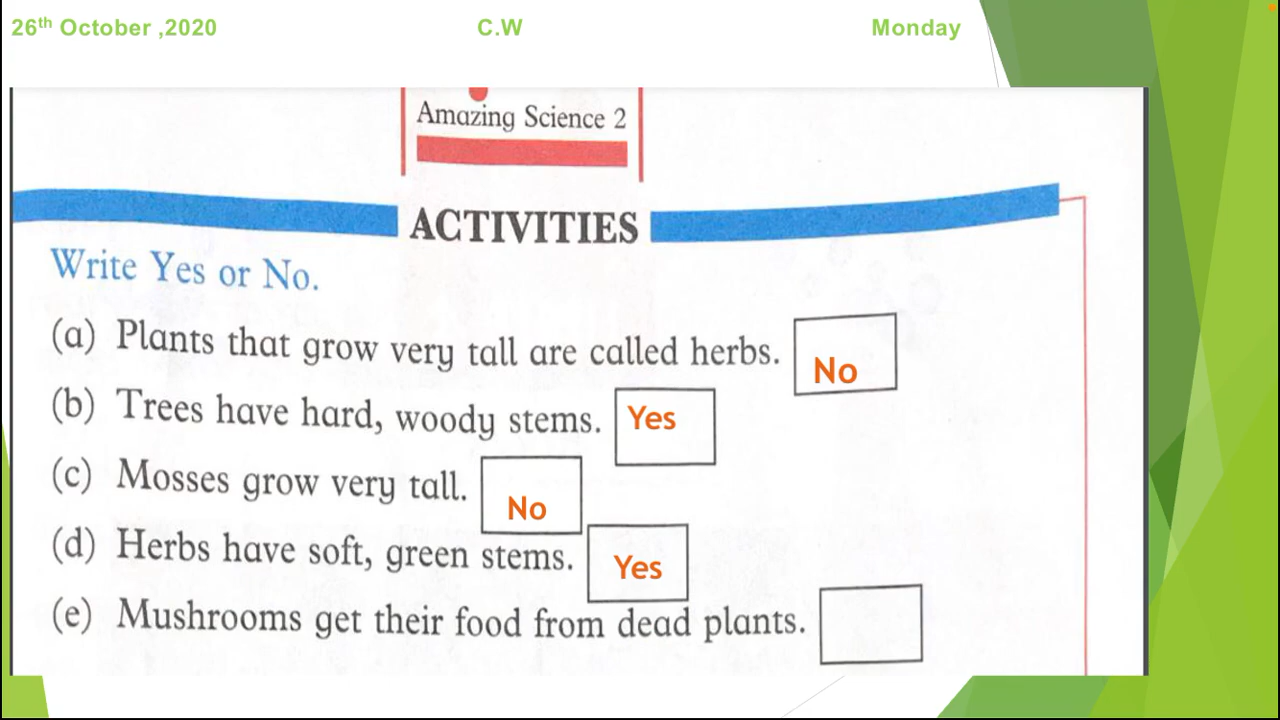 26th October ,2020 C.W Monday
Amazing Science 2
ACTIVITIES
Write Yes or No.
(a) Plants that grow very tall are called herbs. No
(b) Trees have hard, woody stems. Yes
(c) Mosses grow very tall. No
(d) Herbs have soft, green stems. Yes
(e) Mushrooms get their food from dead plants.